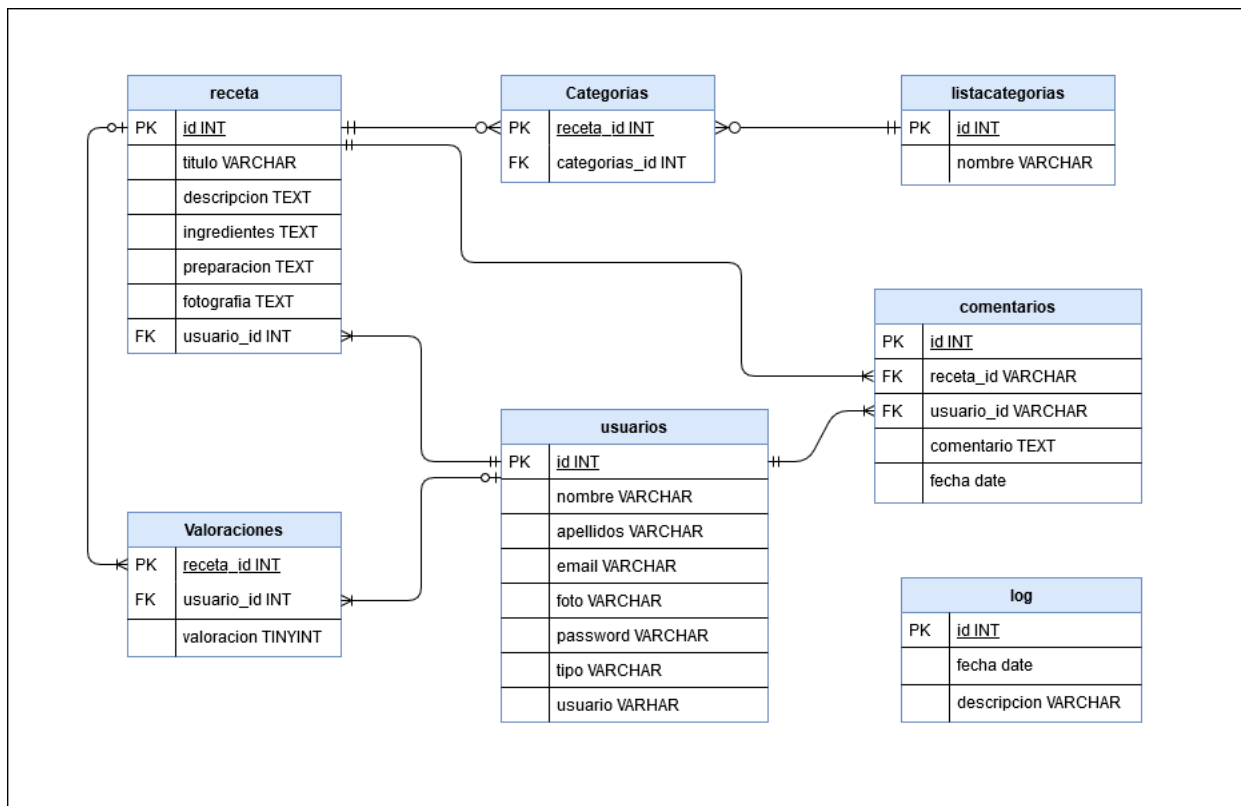 receta
PK id INT
titulo VARCHAR
descripcion TEXT
ingredientes TEXT
preparacion TEXT
fotografia TEXT
FK usuario_id INT
Categorias
PK receta_id INT
FK categorias_id INT
listacategorias
PK id INT
nombre VARCHAR
comentarios
PK id INT
FK receta_id VARCHAR
FK usuario_id VARCHAR
comentario TEXT
fecha date
usuarios
PK id INT
nombre VARCHAR
apellidos VARCHAR
email VARCHAR
foto VARCHAR
password VARCHAR
tipo VARCHAR
usuario VARHAR
Valoraciones
PK receta_id INT
FK usuario_id INT
valoracion TINYINT
log
PK id INT
fecha date
descripcion VARCHAR